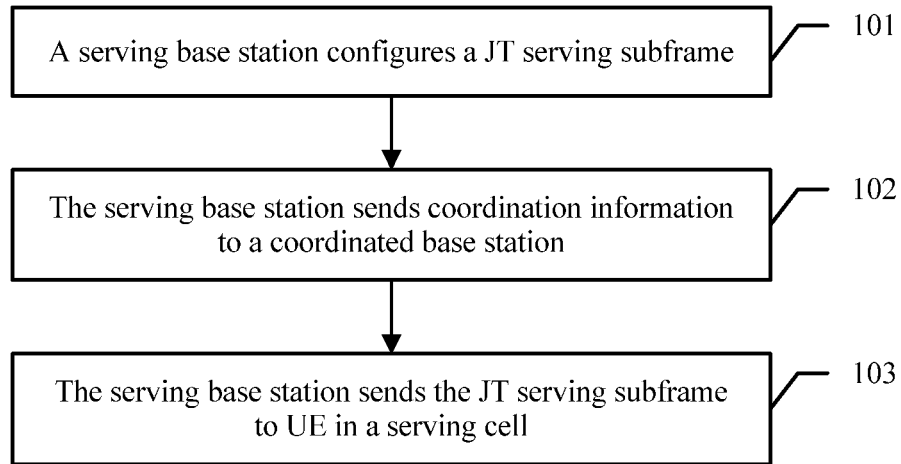 A serving base station configures a JT serving subframe
101
The serving base station sends coordination information
to a coordinated base station
102
The serving base station sends the JT serving subframe
to UE in a serving cell
103